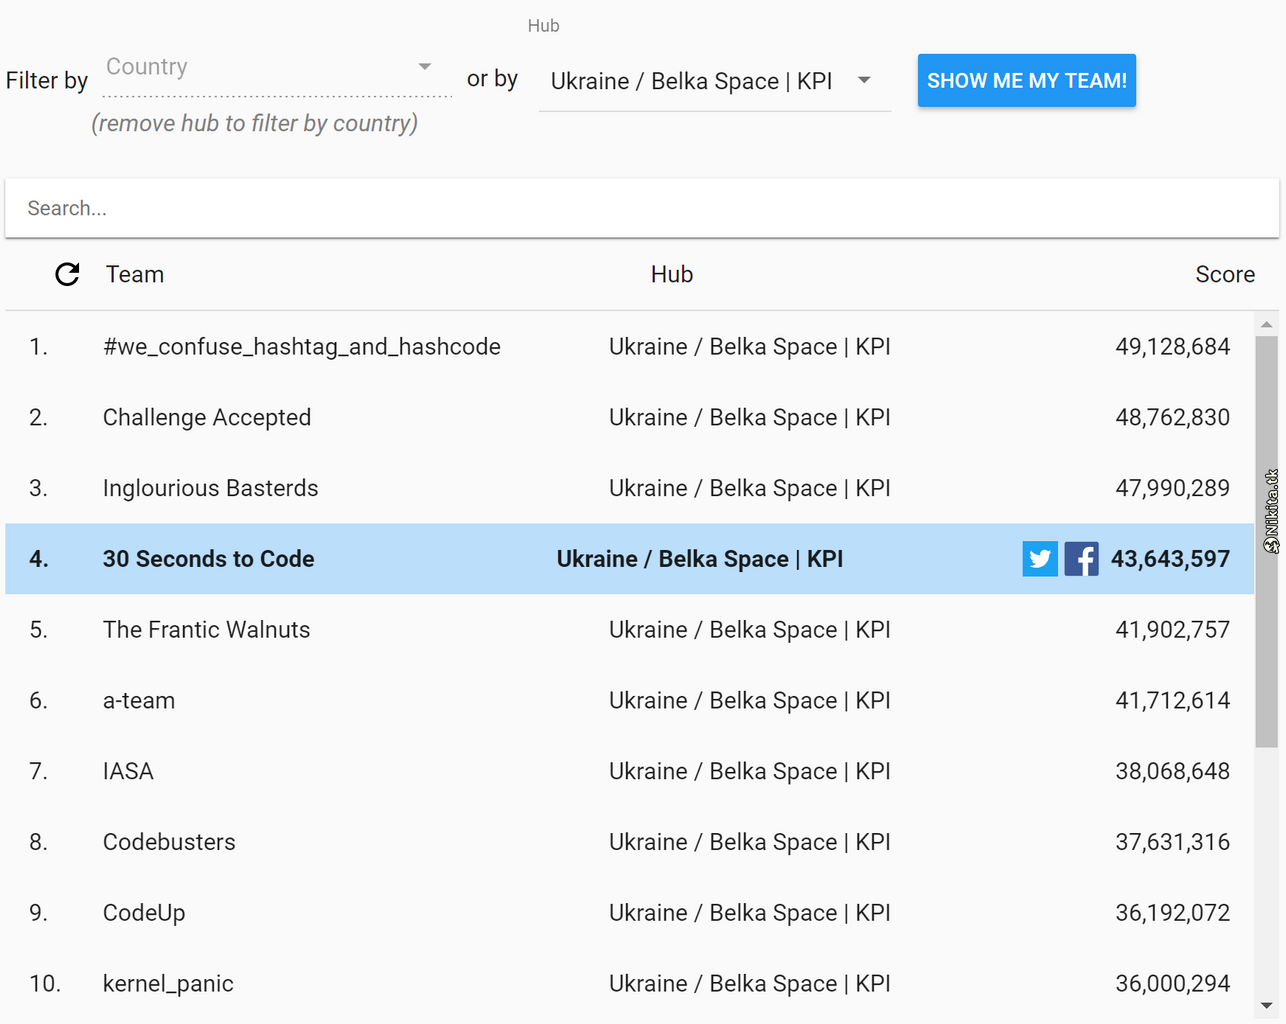 Hub
Filter by Country or by Ukraine / Belka Space | KPI SHOW ME MY TEAM!
(remove hub to filter by country)
Search...
Team Hub Score
1. #we_confuse_hashtag_and_hashcode Ukraine / Belka Space | KPI 49,128,684
2. Challenge Accepted Ukraine / Belka Space | KPI 48,762,830
3. Inglourious Basterds Ukraine / Belka Space | KPI 47,990,289
4. 30 Seconds to Code Ukraine / Belka Space | KPI 43,643,597
5. The Frantic Walnuts Ukraine / Belka Space | KPI 41,902,757
6. a-team Ukraine / Belka Space | KPI 41,712,614
7. IASA Ukraine / Belka Space | KPI 38,068,648
8. Codebusters Ukraine / Belka Space | KPI 37,631,316
9. CodeUp Ukraine / Belka Space | KPI 36,192,072
10. kernel_panic Ukraine / Belka Space | KPI 36,000,294
Nikita.tk